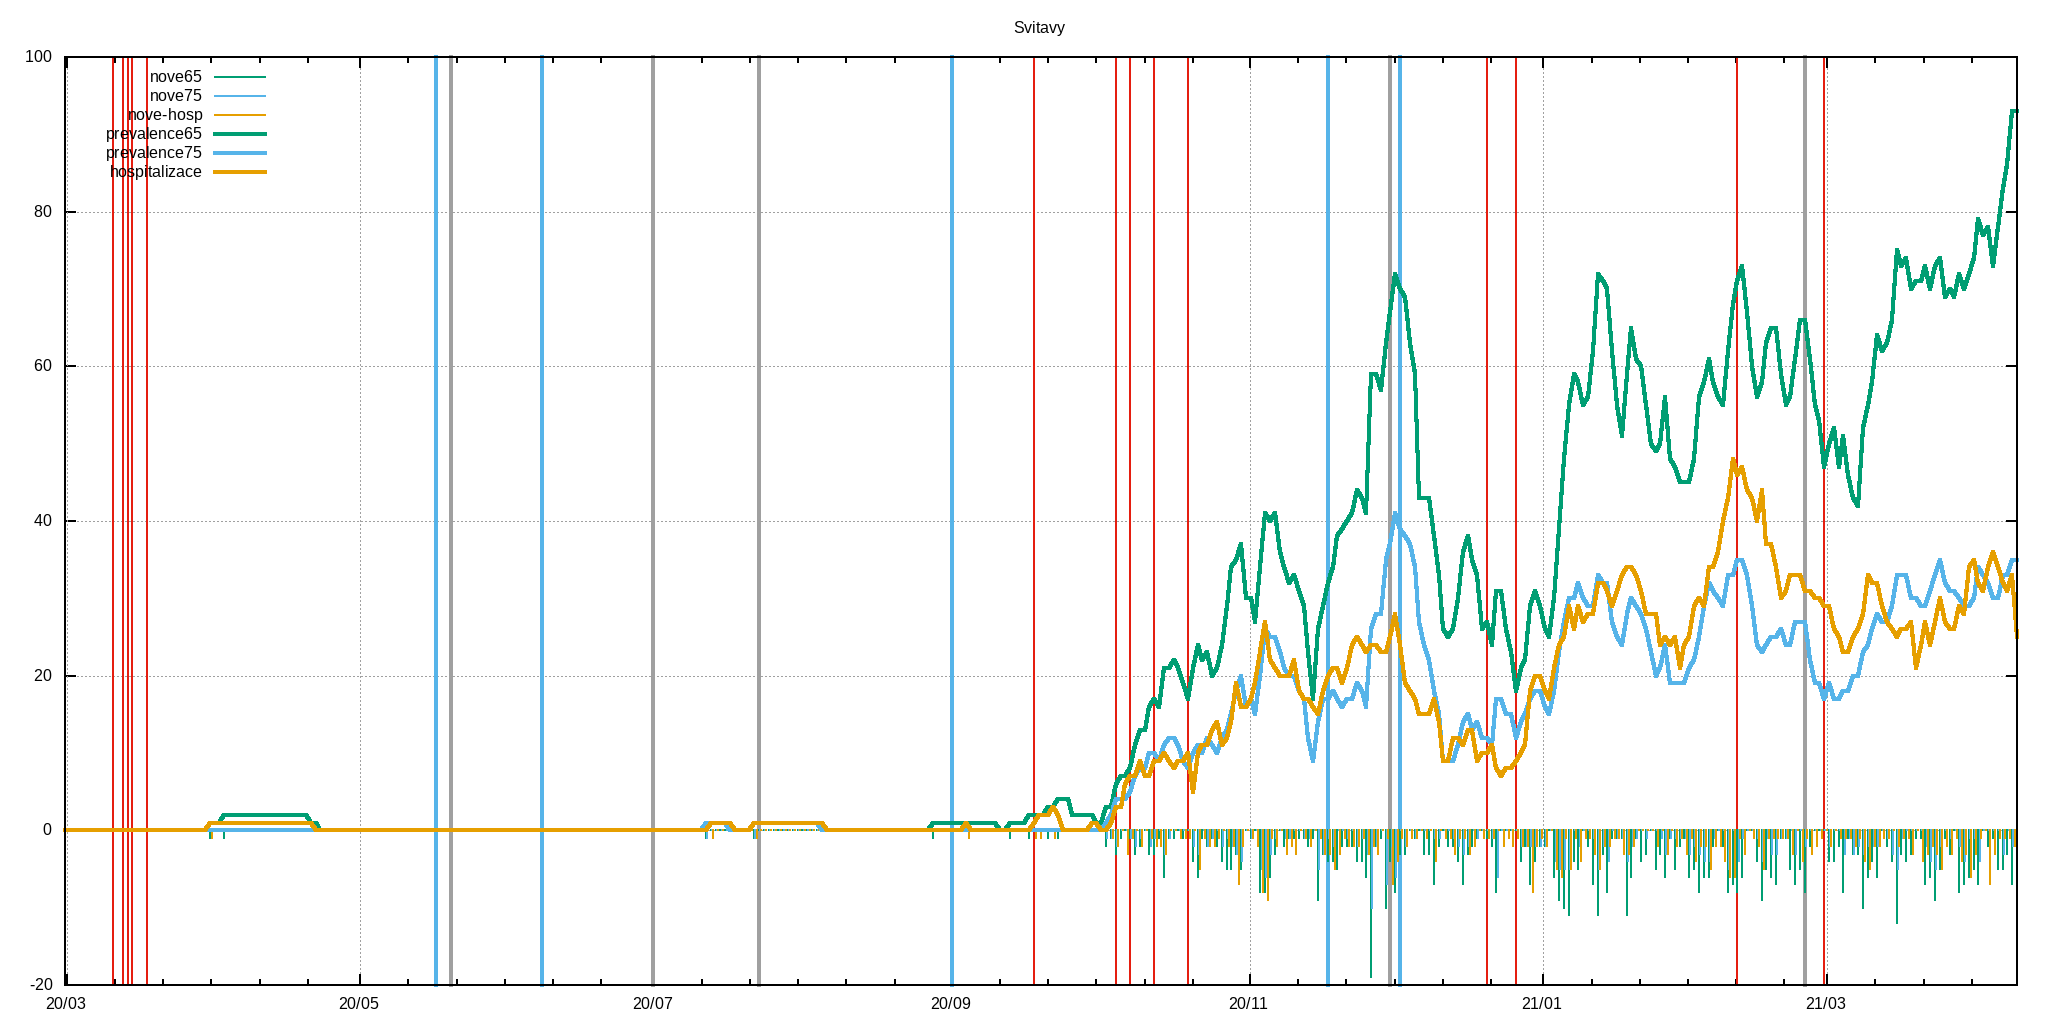 Svitavy
100
80
60
40
20
0
-20
nove65
nove75
nove-hosp
prevalence65
prevalence75
hospitalizace
20/03 20/05 20/07 20/09 20/11 21/01 21/03